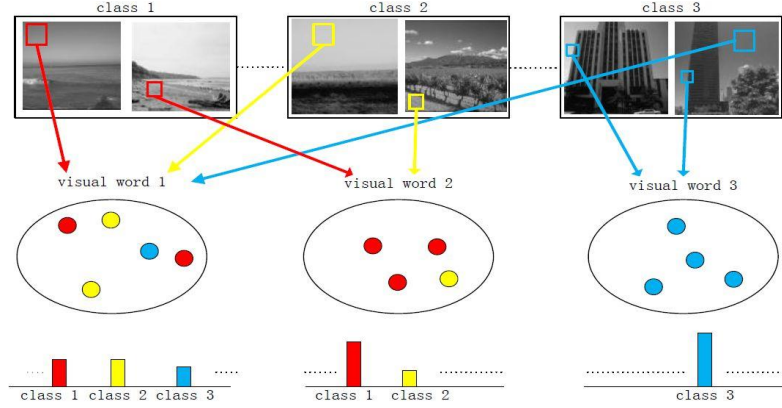 class 1
class 2
class 3
visual word 1
visual word 2
visual word 3
class 1 class 2 class 3
class 1 class 2
class 3